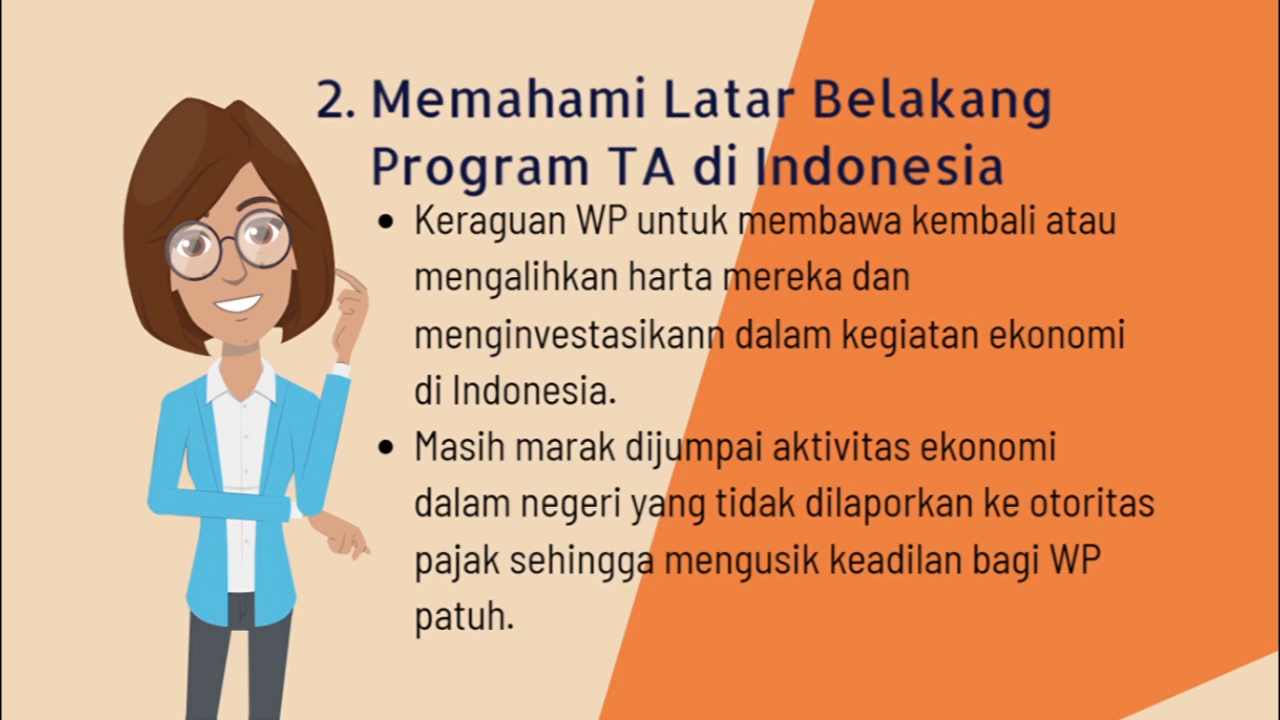 2. Memahami Latar Belakang
Program TA di Indonesia
• Keraguan WP untuk membawa kembali atau
mengalihkan harta mereka dan
menginvestasikann dalam kegiatan ekonomi
di Indonesia.
• Masih marak dijumpai aktivitas ekonomi
dalam negeri yang tidak dilaporkan ke otoritas
pajak sehingga mengusik keadilan bagi WP
patuh.